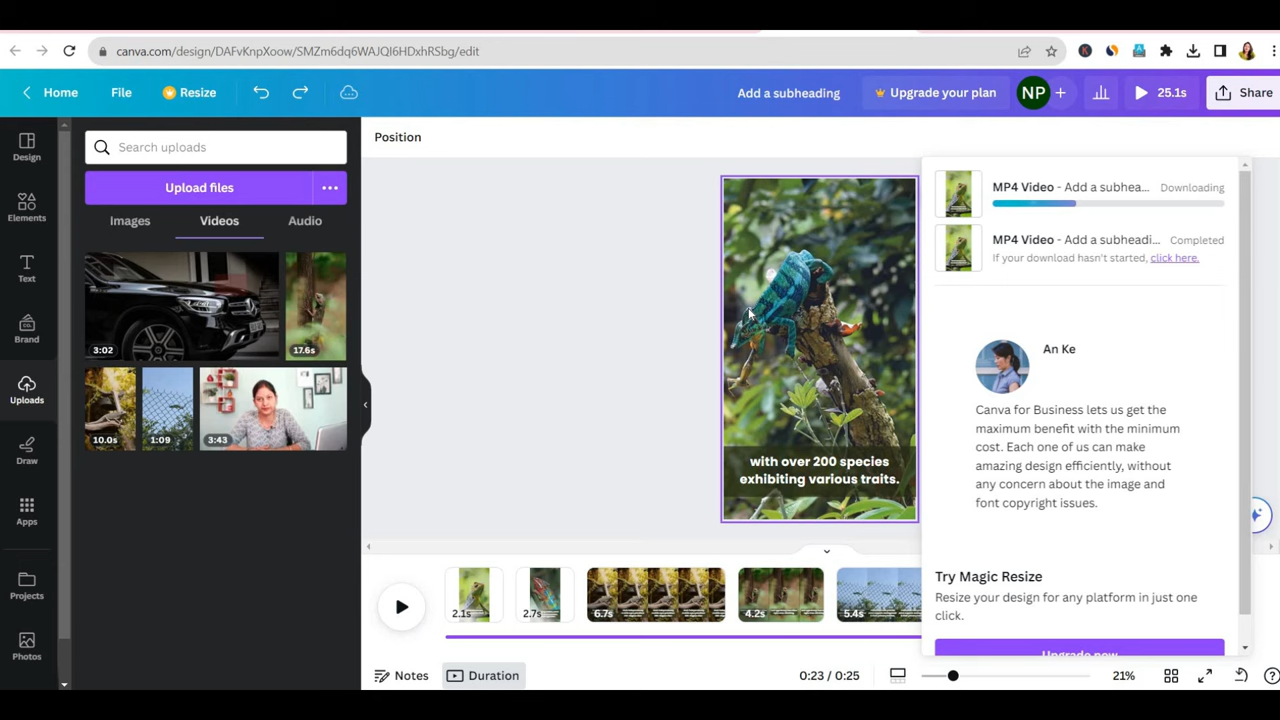 canva.com/design/DAFvKnpXoow/SMZm6dq6WAJQI6HDxhRSbg/edit
Home
File
Resize
Add a subheading
Upgrade your plan
NP
25.1s
Share
Design
Elements
Text
Brand
Uploads
Draw
Apps
Projects
Photos
Search uploads
Upload files
Images
Videos
Audio
3:02
17.6s
10.0s
1:09
3:43
Position
with over 200 species
exhibiting various traits.
MP4 Video - Add a subhea...
Downloading
MP4 Video - Add a subheadi...
Completed
If your download hasn't started, click here.
An Ke
Canva for Business lets us get the
maximum benefit with the minimum
cost. Each one of us can make
amazing design efficiently, without
any concern about the image and
font copyright issues.
Try Magic Resize
Resize your design for any platform in just one
click.
Upgrade now
2.1s
2.7s
6.7s
4.2s
5.4s
Notes
Duration
0:23 / 0:25
21%